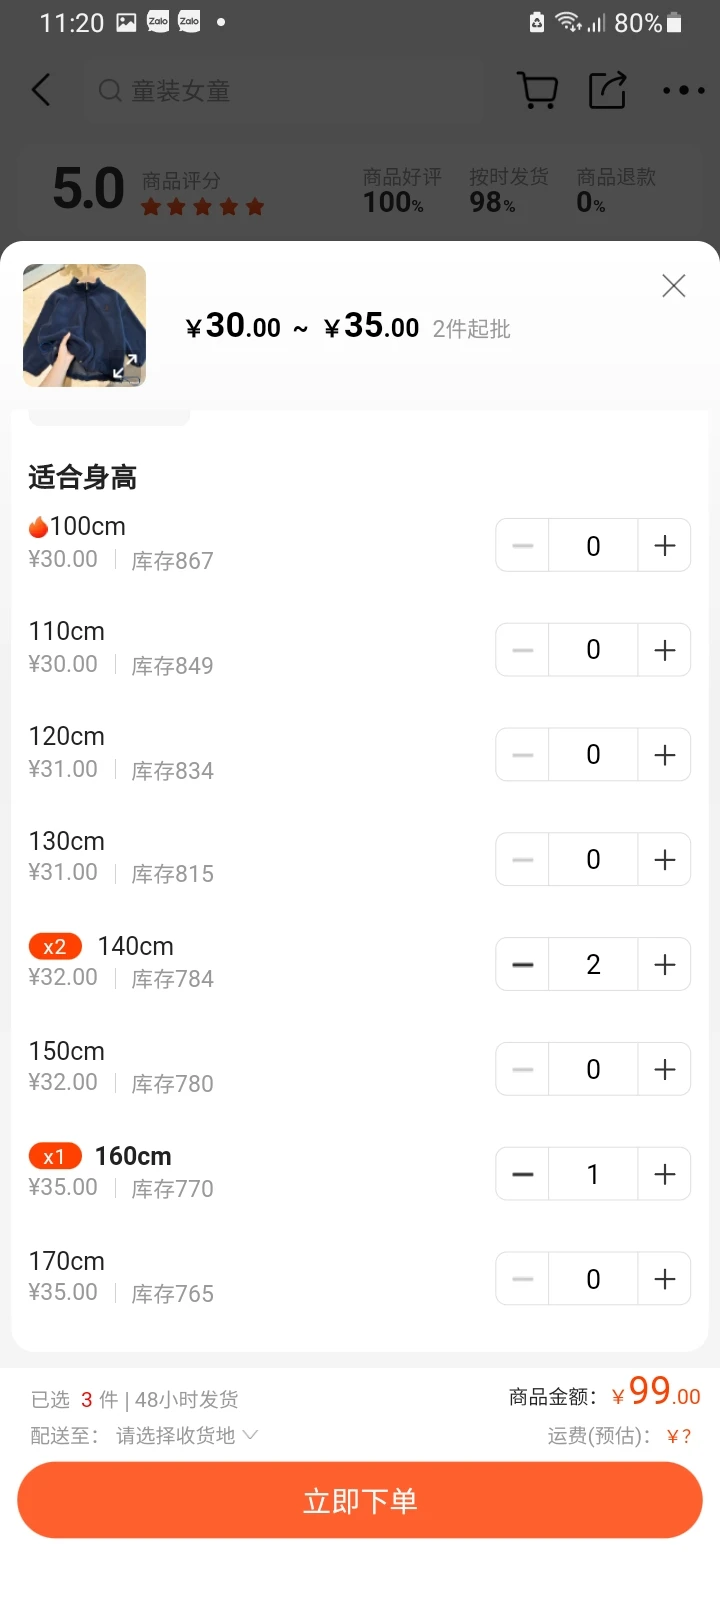 11:20 Zalo Zalo 80%
童装女童
5.0 商品评分 商品好评 100% 按时发货 98% 商品退款 0%
¥30.00 ~ ¥35.00 2件起批
适合身高
100cm
¥30.00 库存867
0
110cm
¥30.00 库存849
0
120cm
¥31.00 库存834
0
130cm
¥31.00 库存815
0
x2 140cm
¥32.00 库存784
2
150cm
¥32.00 库存780
0
x1 160cm
¥35.00 库存770
1
170cm
¥35.00 库存765
0
已选 3 件 | 48小时发货 商品金额: ¥99.00
配送至: 请选择收货地 运费(预估): ¥?
立即下单